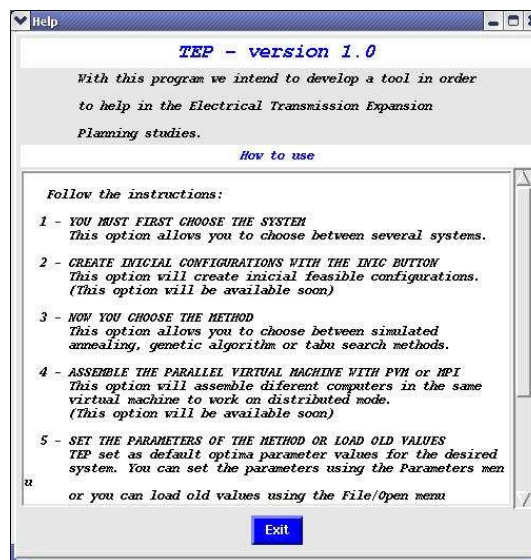 Help
TEP - version 1.0
With this program we intend to develop a tool in order
to help in the Electrical Transmission Expansion
Planning studies.
How to use
Follow the instructions:
1 - YOU MUST FIRST CHOOSE THE SYSTEM
This option allows you to choose between several systems.
2 - CREATE INICIAL CONFIGURATIONS WITH THE INIC BUTTON
This option will create inicial feasible configurations.
(This option will be available soon)
3 - NOW YOU CHOOSE THE METHOD
This option allows you to choose between simulated
annealing, genetic algorithm or tabu search methods.
4 - ASSEMBLE THE PARALLEL VIRTUAL MACHINE WITH PVM or MPI
This option will assemble diferent computers in the same
virtual machine to work on distributed mode.
(This option will be available soon)
5 - SET THE PARAMETERS OF THE METHOD OR LOAD OLD VALUES
TEP set as default optima parameter values for the desired
system. You can set the parameters using the Parameters men
u
or you can load old values using the File/Open menu
Exit